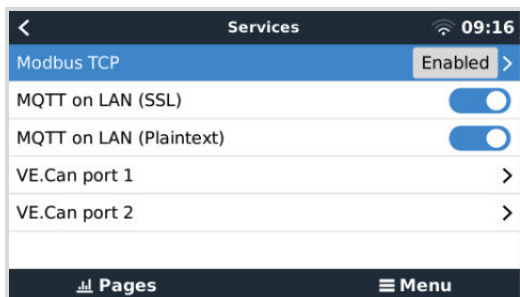 Services 09:16
Modbus TCP Enabled
MQTT on LAN (SSL)
MQTT on LAN (Plaintext)
VE.Can port 1
VE.Can port 2
Pages Menu